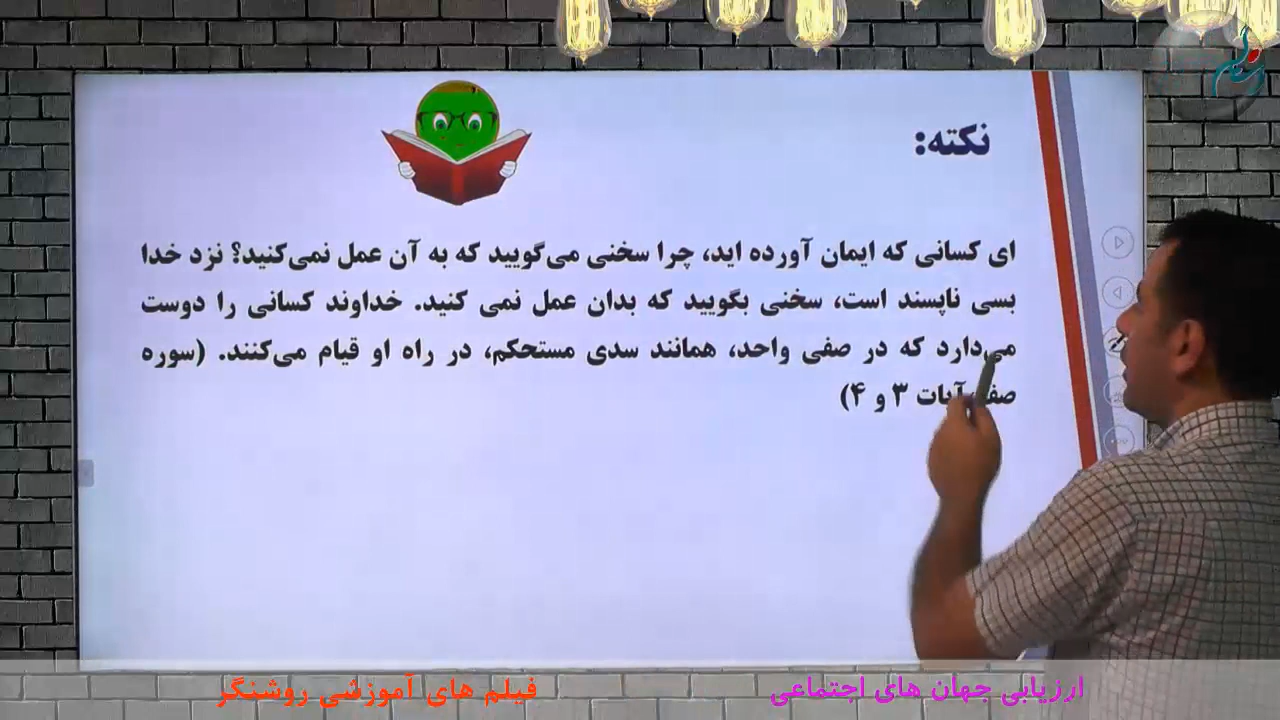 نکته:
ای کسانی که ایمان آورده اید، چرا سخنی می‌گویید که به آن عمل نمی‌کنید؟ نزد خدا
بسی ناپسند است، سخنی بگویید که بدان عمل نمی کنید. خداوند کسانی را دوست
می‌دارد که در صفی واحد، همانند سدی مستحکم، در راه او قیام می‌کنند. (سوره
صف آیات ۳ و ۴)
ارزیابی جهان های اجتماعی
فیلم های آموزشی روشنگر